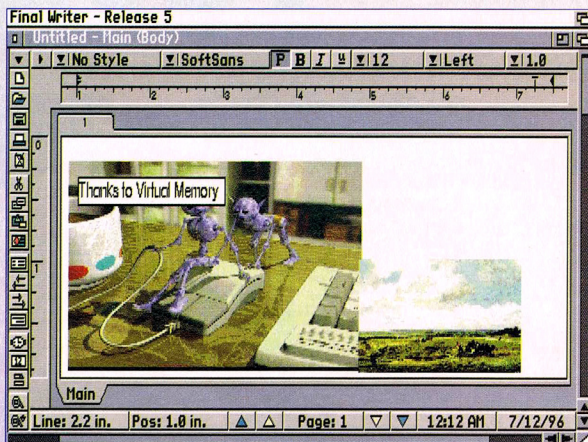 Final Writer - Release 5
Untitled - Main (Body)
No Style SoftSans P B I U 12 Left 1.0
1 2 3 4 5 6 7
1
0
Thanks to Virtual Memory
1
Main
Line: 2.2 in. Pos: 1.0 in. Page: 1 12:12 AM 7/12/96